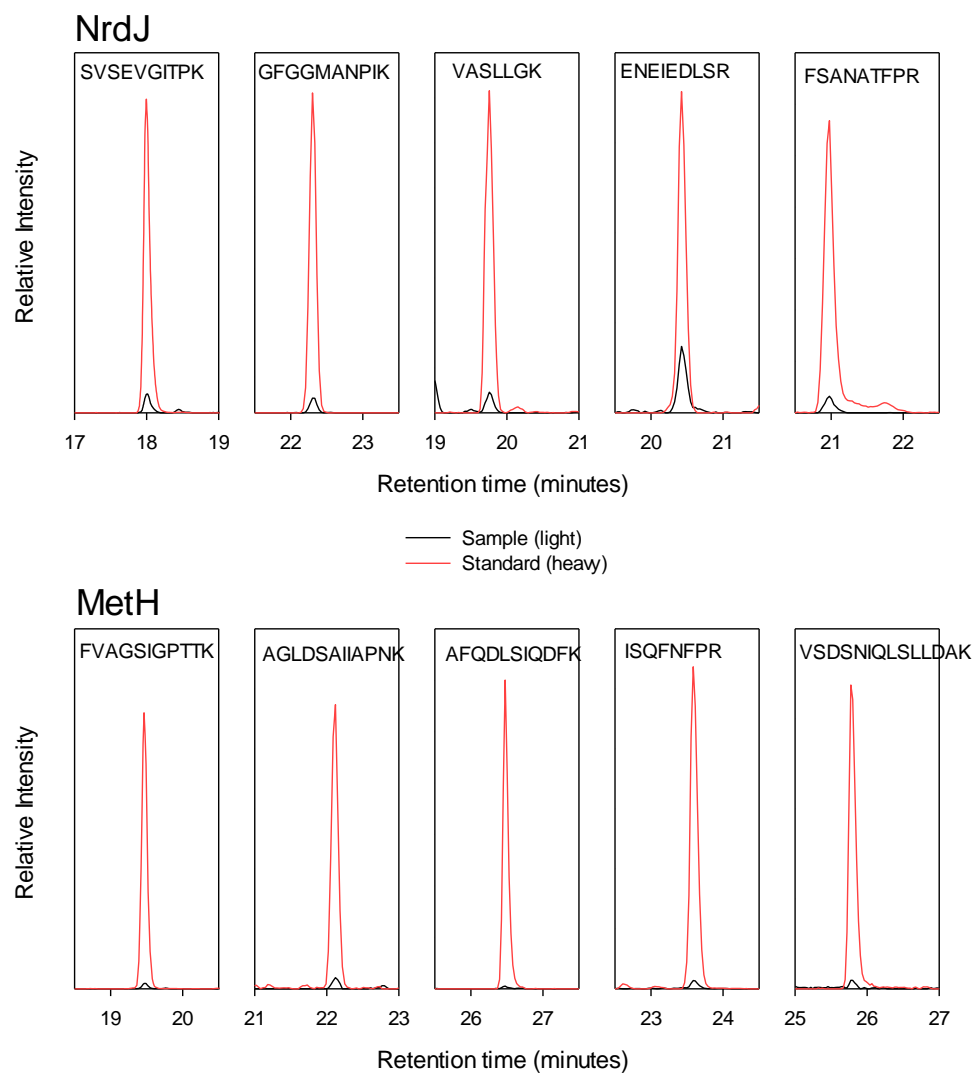 NrdJ
SVSEVGITPK GFGGMANPIK VASLLGK ENEIEDLSR FSANATFPR
Relative Intensity
17 18 19 22 23 19 20 21 20 21 21 22
Retention time (minutes)
Sample (light)
Standard (heavy)
MetH
FVAGSIGPTTK AGLDSAIIAPNK AFQDLSIQDFK ISQFNFPR VSDSNIQLSLLDAK
Relative Intensity
19 20 21 22 23 26 27 23 24 25 26 27
Retention time (minutes)